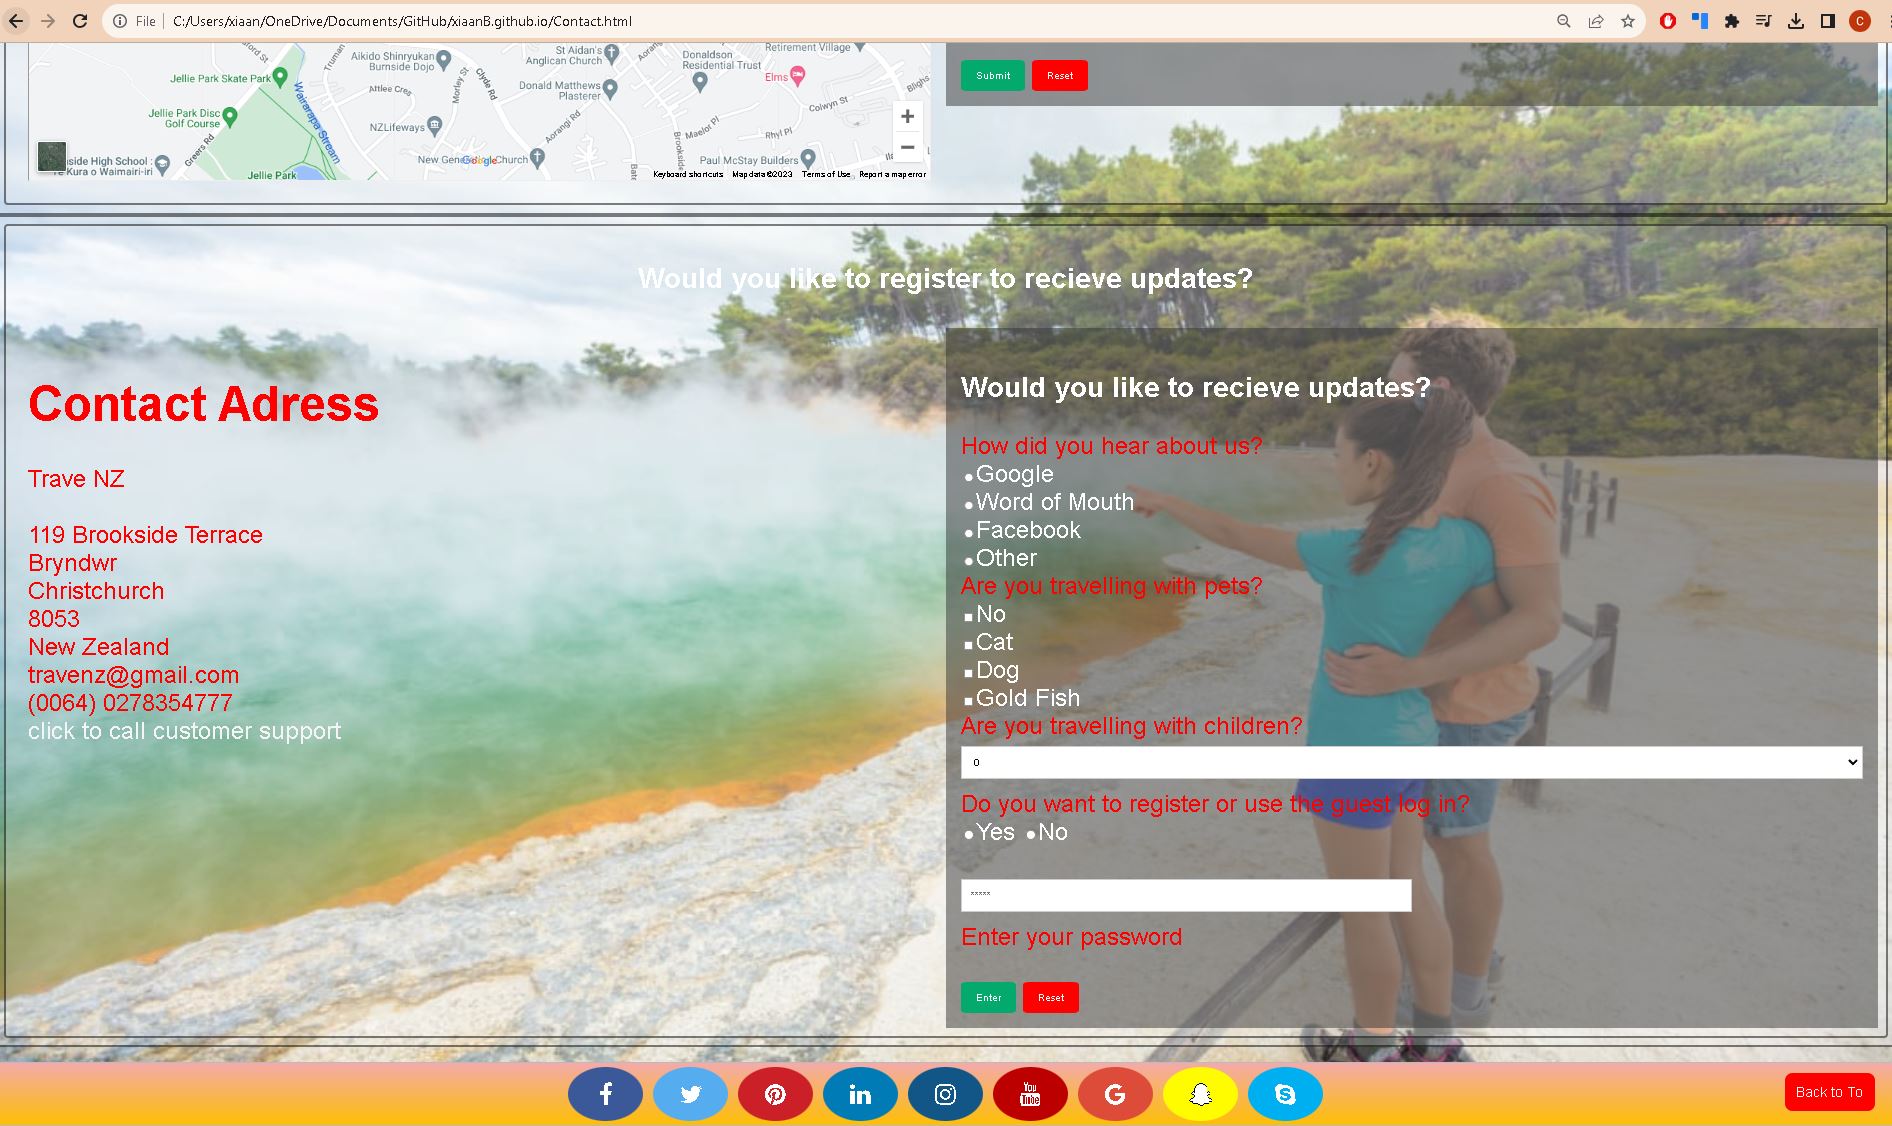 File
C:/Users/xiaan/OneDrive/Documents/GitHub/xiaanB.github.io/Contact.html
C
Aikido Shinryukan
Burnside Dojo
St Aidan's
Anglican Church
Donaldson
Residential Trust
Retirement Village
Elms
Jellie Park Skate Park
Attlee Cres
Morley St
Clyde Rd
Donald Matthews
Plasterer
Colwyn St
Jellie Park Disc
Golf Course
Wairarapa Stream
Greers Rd
NZLifeways
Aorangi Rd
Maelor Pl
Rhyl Pl
Brookside
side High School :
Te Kura o Waimairi-iri
New Gene Church
Google
Paul McStay Builders
Jellie Park
Keyboard shortcuts Map data ©2023 Terms of Use Report a map error
+
−
Submit Reset
Would you like to register to recieve updates?
Contact Adress
Trave NZ
119 Brookside Terrace
Bryndwr
Christchurch
8053
New Zealand
travenz@gmail.com
(0064) 0278354777
click to call customer support
Would you like to recieve updates?
How did you hear about us?
Google
Word of Mouth
Facebook
Other
Are you travelling with pets?
No
Cat
Dog
Gold Fish
Are you travelling with children?
0
Do you want to register or use the guest log in?
Yes No
*****
Enter your password
Enter Reset
You Tube
Back to To